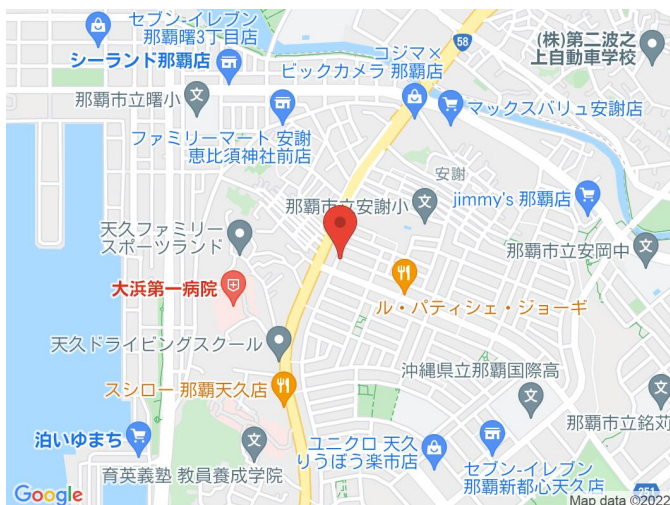 セブン-イレブン
那覇曙3丁目店
シーランド那覇店
コジマ×
ビックカメラ 那覇店
58
(株)第二波之
上自動車学校
那覇市立曙小
文
マックスバリュ安謝店
ファミリーマート 安謝
恵比須神社前店
安謝
jimmy's 那覇店
那覇市立安謝小
文
天久ファミリー
スポーツランド
那覇市立安岡中
文
大浜第一病院
ル・パティシェ・ジョーギ
天久ドライビングスクール
沖縄県立那覇国際高
文
スシロー 那覇天久店
那覇市立銘苅
文
泊いゆまち
ユニクロ 天久
りうぼう楽市店
文
育英義塾 教員養成学院
セブン-イレブン
那覇新都心天久店
251
Google
Map data ©2022